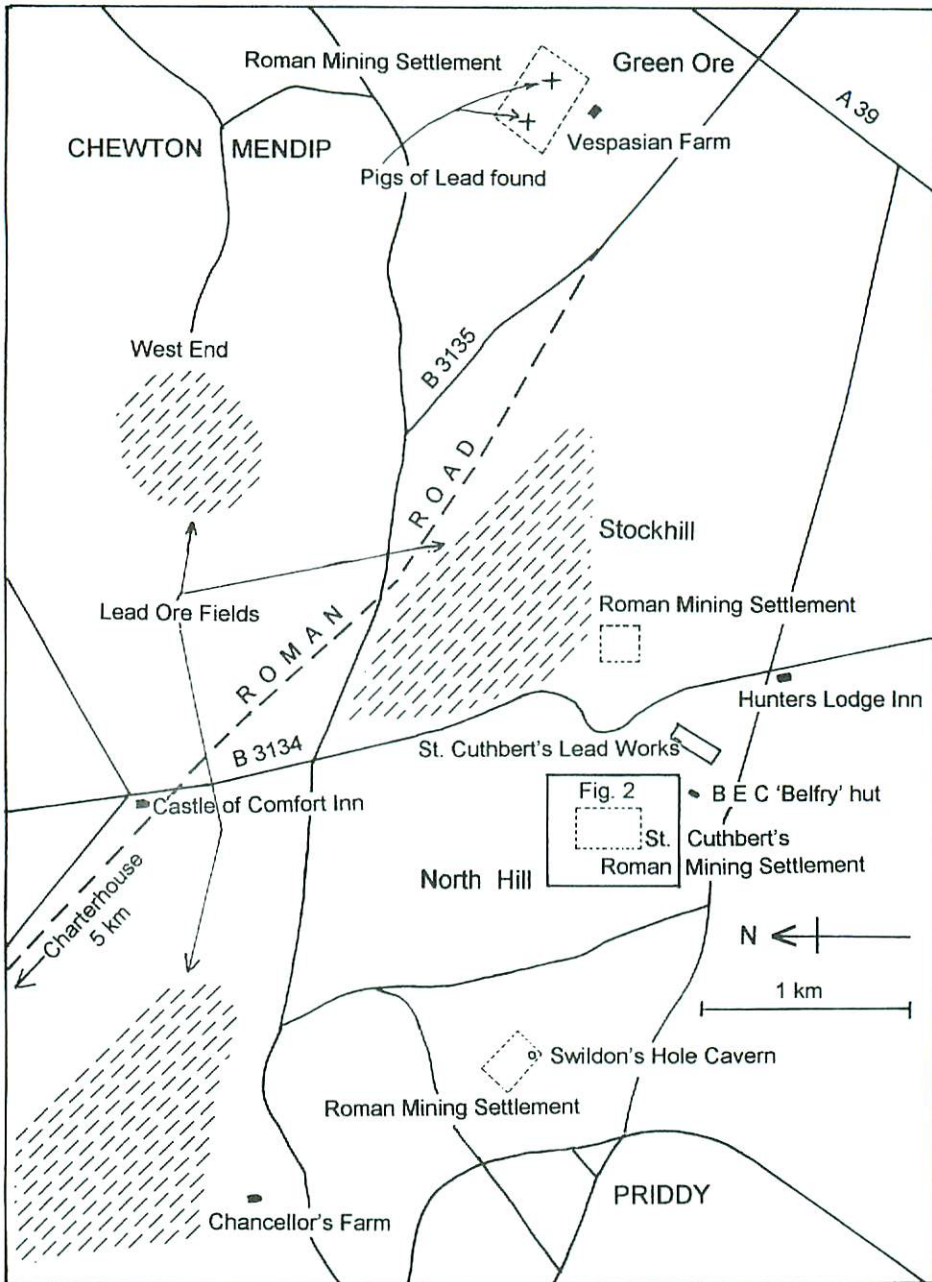 Roman Mining Settlement
Green Ore
A 39
CHEWTON MENDIP
Vespasian Farm
Pigs of Lead found
West End
B 3135
ROMAN ROAD
Stockhill
Lead Ore Fields
Roman Mining Settlement
Hunters Lodge Inn
B 3134
St. Cuthbert's Lead Works
Castle of Comfort Inn
Fig. 2
B E C 'Belfry' hut
St. Cuthbert's
Roman Mining Settlement
North Hill
Charterhouse
5 km
N
1 km
Swildon's Hole Cavern
Roman Mining Settlement
PRIDDY
Chancellor's Farm